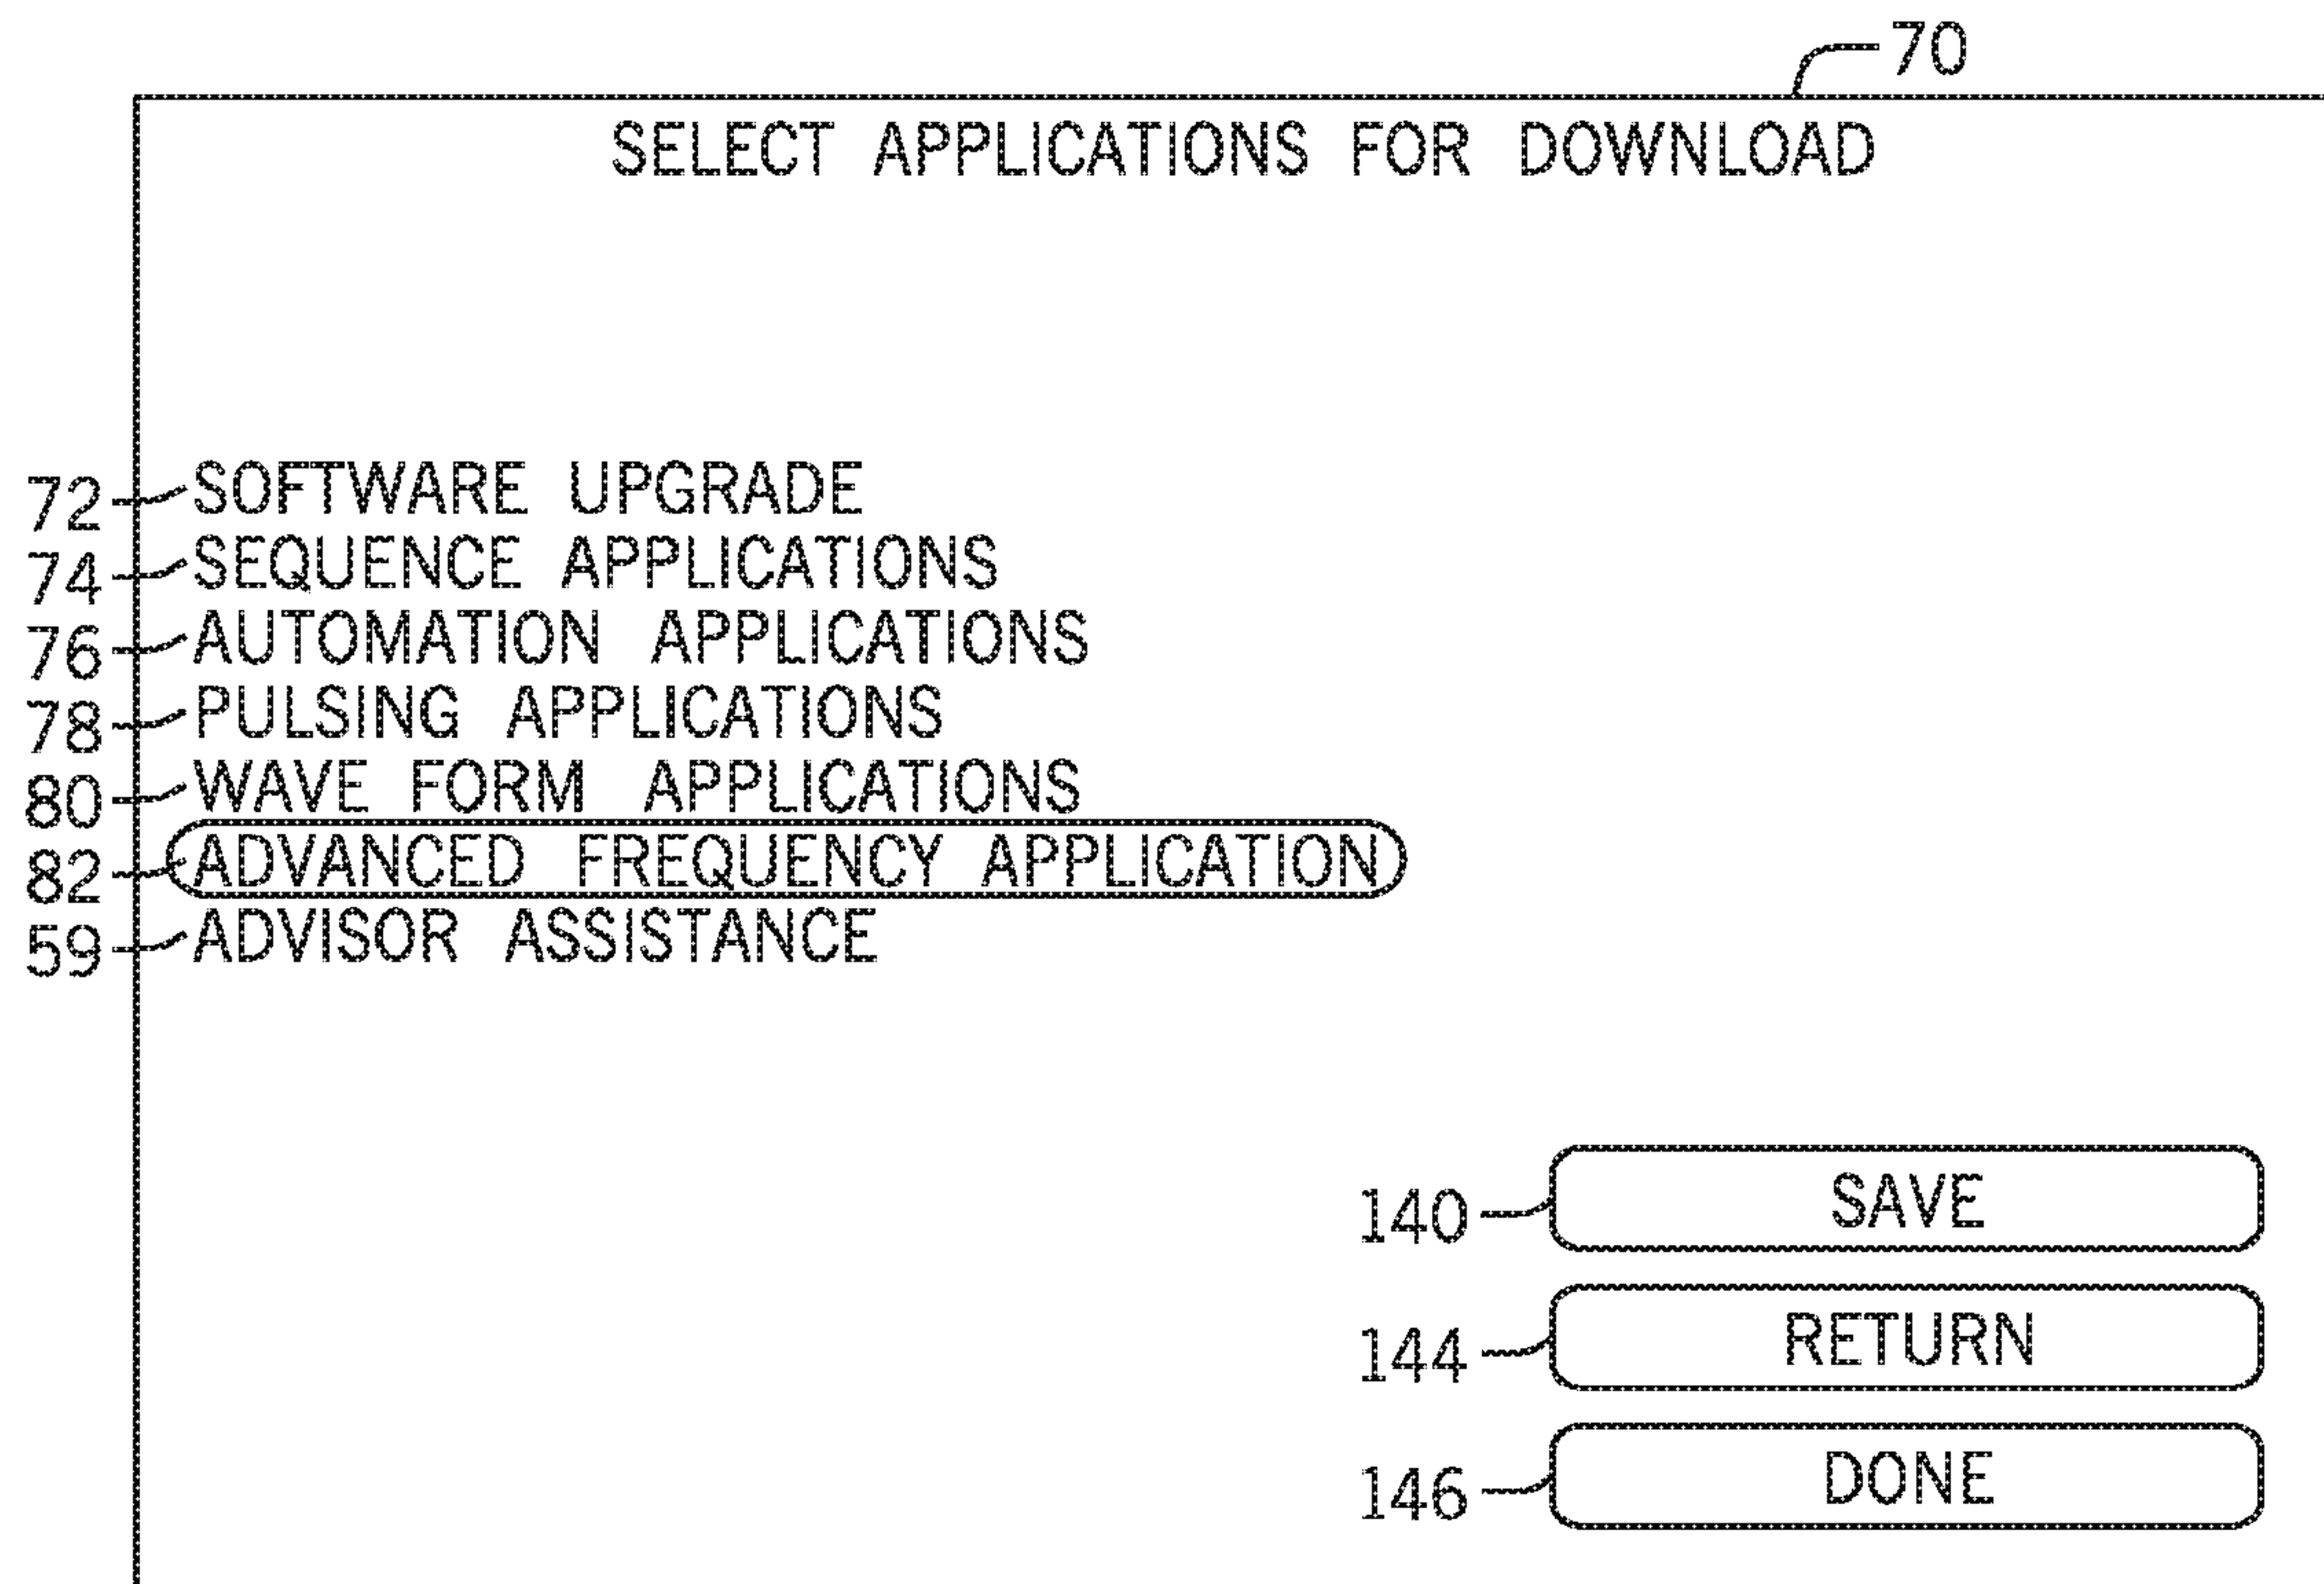 70
SELECT APPLICATIONS FOR DOWNLOAD
72 SOFTWARE UPGRADE
74 SEQUENCE APPLICATIONS
76 AUTOMATION APPLICATIONS
78 PULSING APPLICATIONS
80 WAVE FORM APPLICATIONS
82 ADVANCED FREQUENCY APPLICATION
59 ADVISOR ASSISTANCE
140 SAVE
144 RETURN
146 DONE